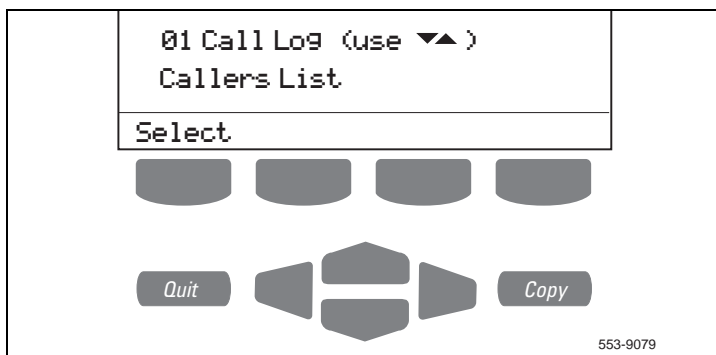 01 Call Log (use ▼▲)
Callers List
Select
Quit
Copy
553-9079